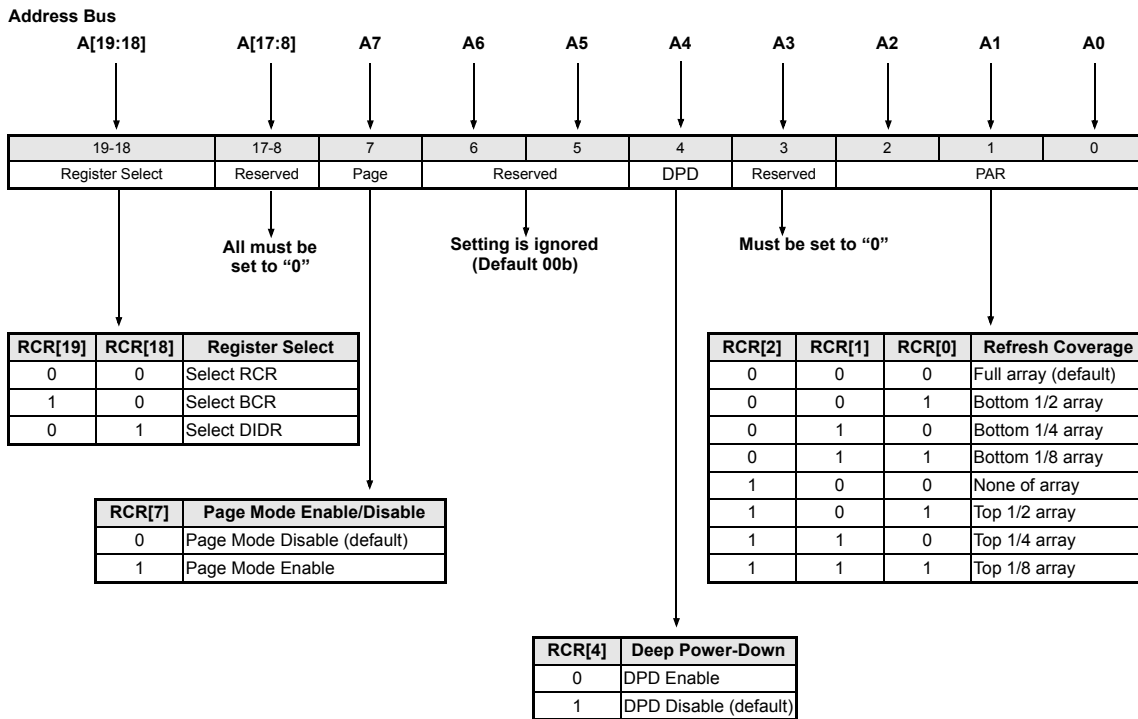 Address Bus
A[19:18] A[17:8] A7 A6 A5 A4 A3 A2 A1 A0
19-18 17-8 7 6 5 4 3 2 1 0
Register Select Reserved Page Reserved DPD Reserved PAR
All must be
set to “0”
Setting is ignored
(Default 00b)
Must be set to “0”
RCR[19] RCR[18] Register Select
0 0 Select RCR
1 0 Select BCR
0 1 Select DIDR
RCR[2] RCR[1] RCR[0] Refresh Coverage
0 0 0 Full array (default)
0 0 1 Bottom 1/2 array
0 1 0 Bottom 1/4 array
0 1 1 Bottom 1/8 array
1 0 0 None of array
1 0 1 Top 1/2 array
1 1 0 Top 1/4 array
1 1 1 Top 1/8 array
RCR[7] Page Mode Enable/Disable
0 Page Mode Disable (default)
1 Page Mode Enable
RCR[4] Deep Power-Down
0 DPD Enable
1 DPD Disable (default)